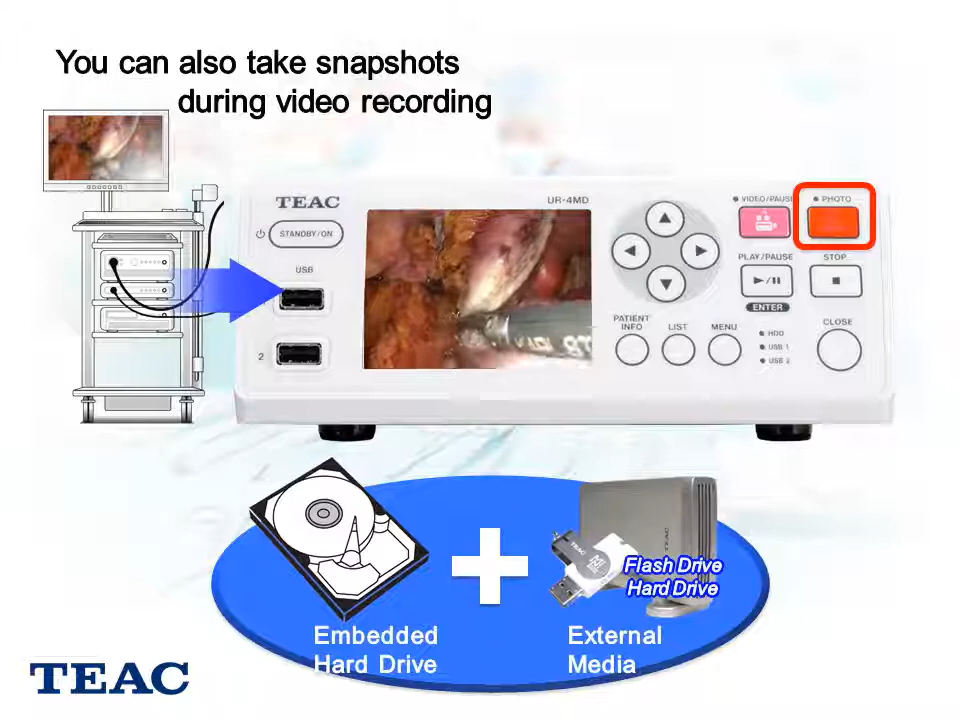 You can also take snapshots
during video recording
TEAC
UR-4MD
VIDEO/PAUSE
PHOTO
STANDBY/ON
USB
PLAY/PAUSE
STOP
ENTER
PATIENT
INFO
LIST
MENU
HDD
USB 1
USB 2
CLOSE
2
TEAC
TEAC
Flash Drive
Hard Drive
Embedded
Hard Drive
External
Media
TEAC